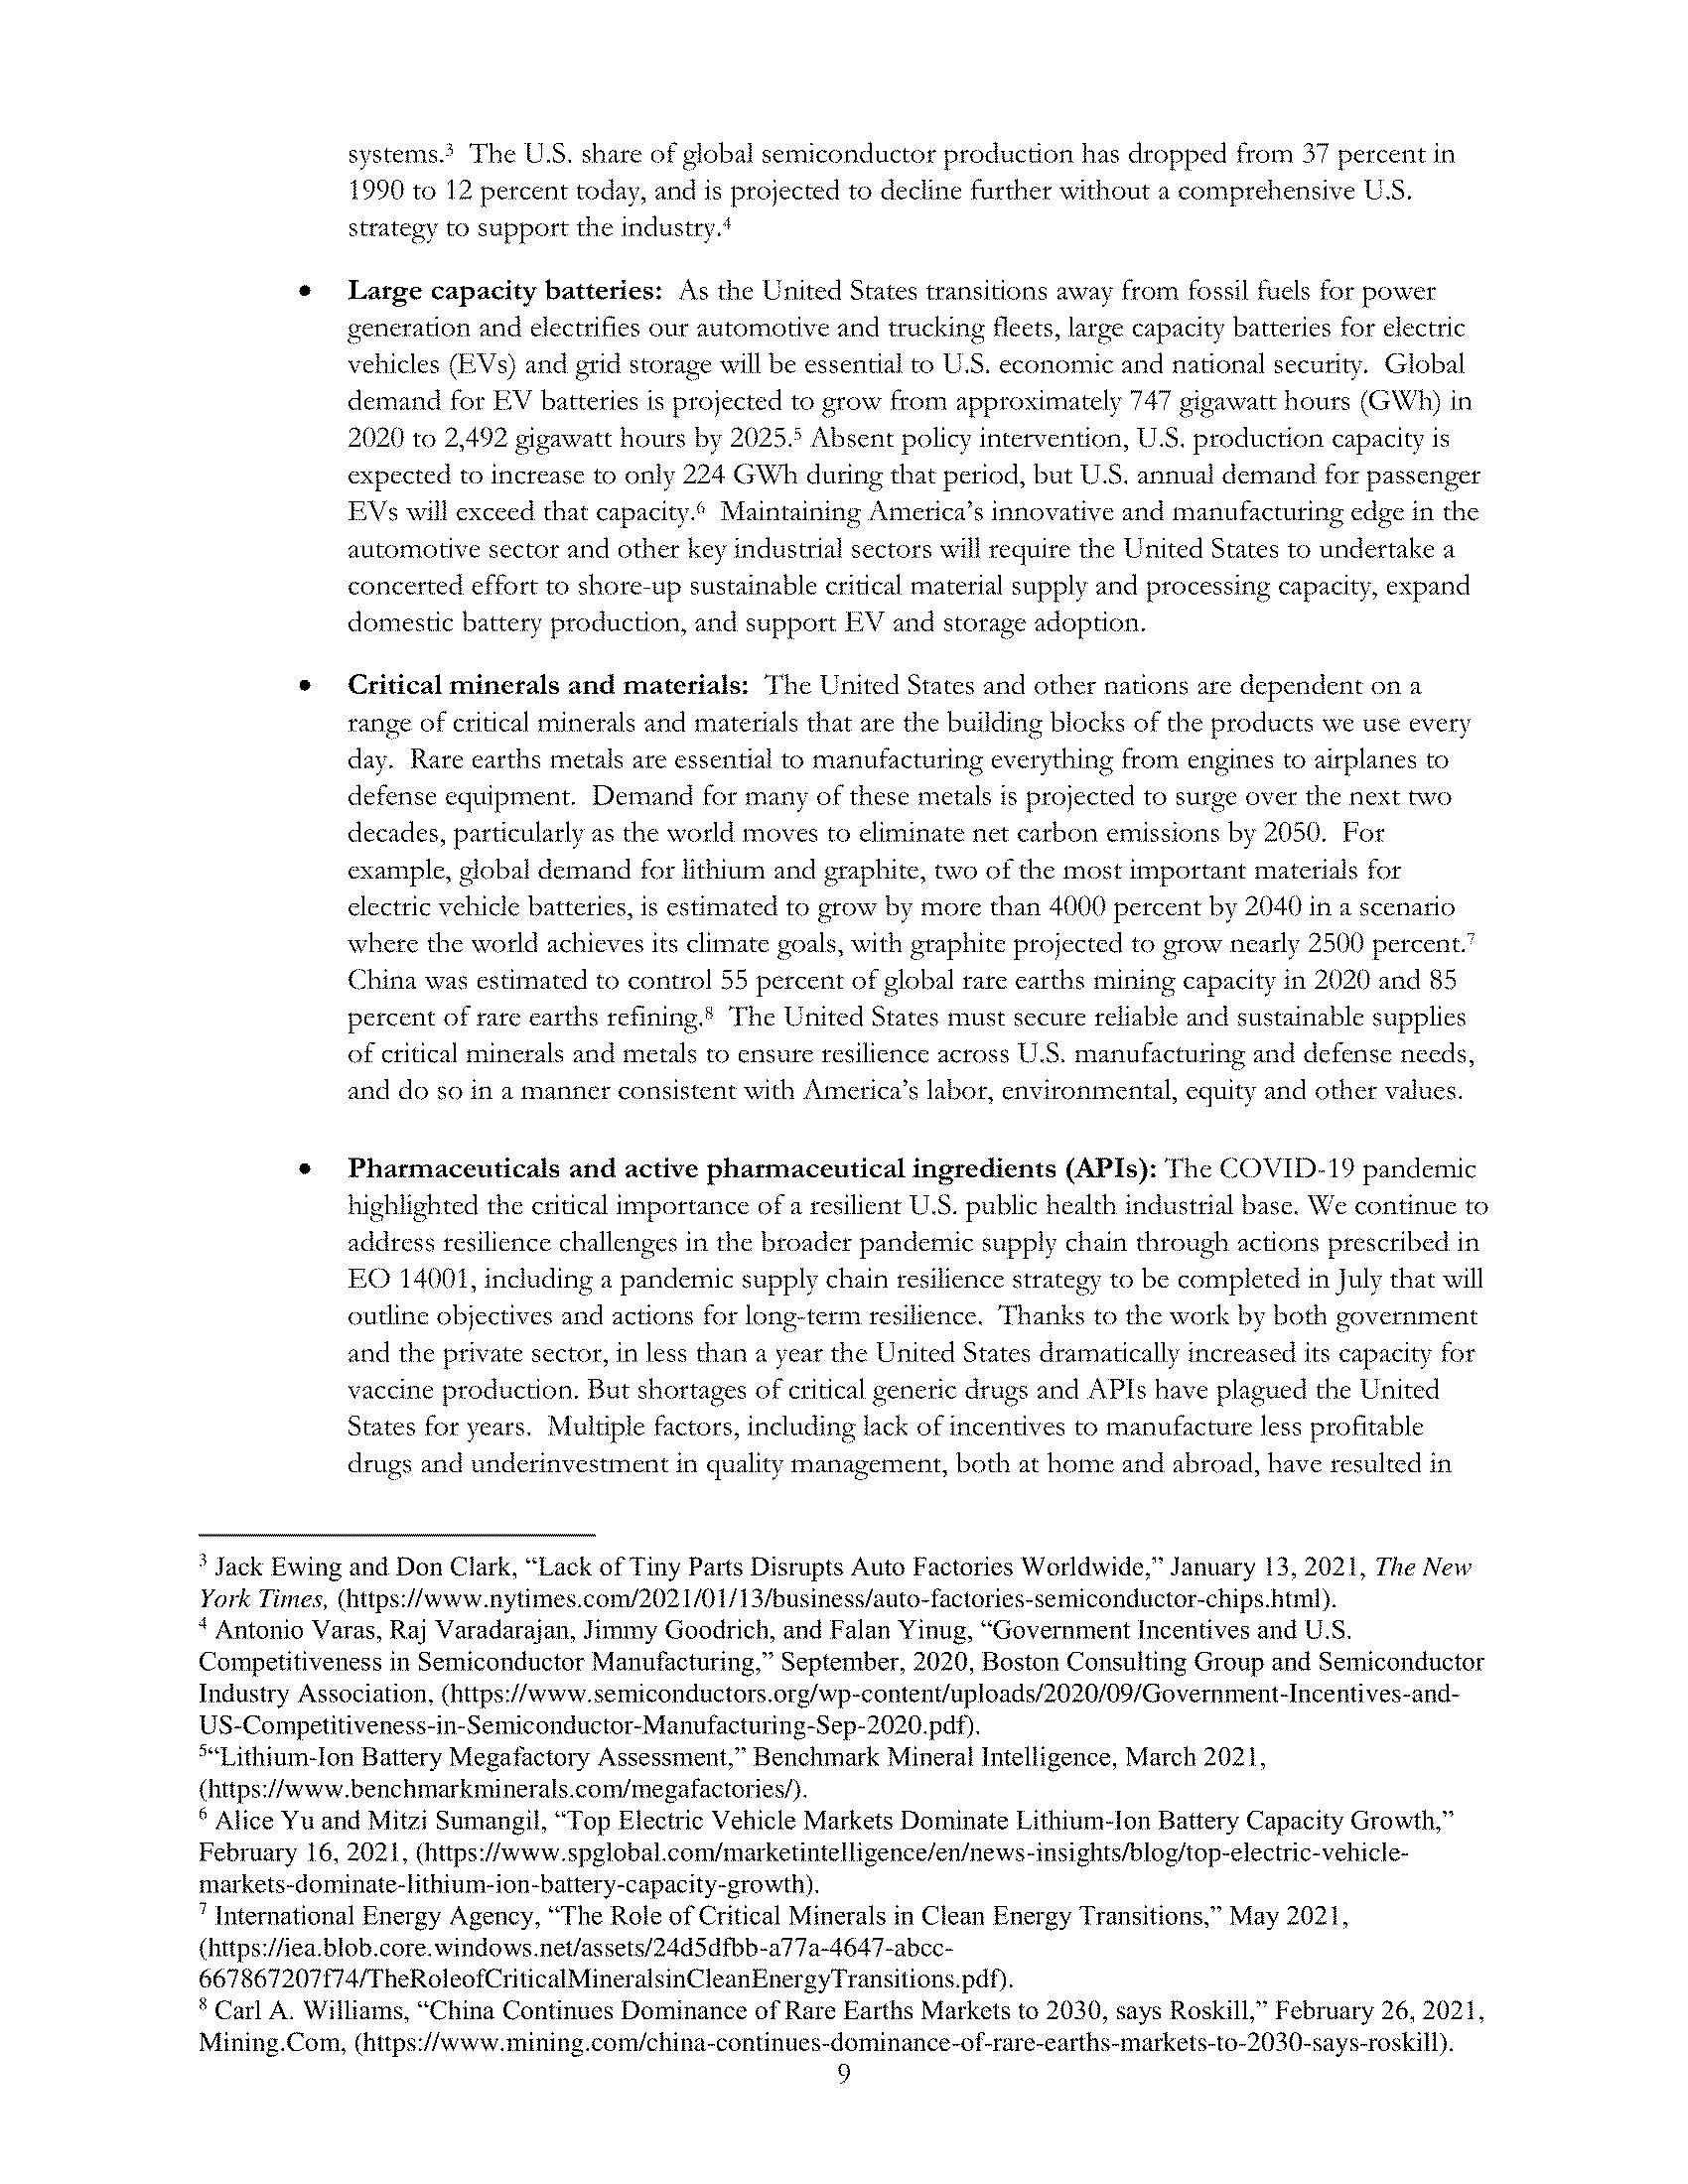 systems.³  The U.S. share of global semiconductor production has dropped from 37 percent in
1990 to 12 percent today, and is projected to decline further without a comprehensive U.S.
strategy to support the industry.⁴
• Large capacity batteries:  As the United States transitions away from fossil fuels for power
generation and electrifies our automotive and trucking fleets, large capacity batteries for electric
vehicles (EVs) and grid storage will be essential to U.S. economic and national security.  Global
demand for EV batteries is projected to grow from approximately 747 gigawatt hours (GWh) in
2020 to 2,492 gigawatt hours by 2025.⁵ Absent policy intervention, U.S. production capacity is
expected to increase to only 224 GWh during that period, but U.S. annual demand for passenger
EVs will exceed that capacity.⁶  Maintaining America’s innovative and manufacturing edge in the
automotive sector and other key industrial sectors will require the United States to undertake a
concerted effort to shore-up sustainable critical material supply and processing capacity, expand
domestic battery production, and support EV and storage adoption.
• Critical minerals and materials:  The United States and other nations are dependent on a
range of critical minerals and materials that are the building blocks of the products we use every
day.  Rare earths metals are essential to manufacturing everything from engines to airplanes to
defense equipment.  Demand for many of these metals is projected to surge over the next two
decades, particularly as the world moves to eliminate net carbon emissions by 2050.  For
example, global demand for lithium and graphite, two of the most important materials for
electric vehicle batteries, is estimated to grow by more than 4000 percent by 2040 in a scenario
where the world achieves its climate goals, with graphite projected to grow nearly 2500 percent.⁷
China was estimated to control 55 percent of global rare earths mining capacity in 2020 and 85
percent of rare earths refining.⁸  The United States must secure reliable and sustainable supplies
of critical minerals and metals to ensure resilience across U.S. manufacturing and defense needs,
and do so in a manner consistent with America’s labor, environmental, equity and other values.
• Pharmaceuticals and active pharmaceutical ingredients (APIs): The COVID-19 pandemic
highlighted the critical importance of a resilient U.S. public health industrial base. We continue to
address resilience challenges in the broader pandemic supply chain through actions prescribed in
EO 14001, including a pandemic supply chain resilience strategy to be completed in July that will
outline objectives and actions for long-term resilience.  Thanks to the work by both government
and the private sector, in less than a year the United States dramatically increased its capacity for
vaccine production. But shortages of critical generic drugs and APIs have plagued the United
States for years.  Multiple factors, including lack of incentives to manufacture less profitable
drugs and underinvestment in quality management, both at home and abroad, have resulted in
³ Jack Ewing and Don Clark, “Lack of Tiny Parts Disrupts Auto Factories Worldwide,” January 13, 2021, The New
York Times, (https://www.nytimes.com/2021/01/13/business/auto-factories-semiconductor-chips.html).
⁴ Antonio Varas, Raj Varadarajan, Jimmy Goodrich, and Falan Yinug, “Government Incentives and U.S.
Competitiveness in Semiconductor Manufacturing,” September, 2020, Boston Consulting Group and Semiconductor
Industry Association, (https://www.semiconductors.org/wp-content/uploads/2020/09/Government-Incentives-and-
US-Competitiveness-in-Semiconductor-Manufacturing-Sep-2020.pdf).
⁵“Lithium-Ion Battery Megafactory Assessment,” Benchmark Mineral Intelligence, March 2021,
(https://www.benchmarkminerals.com/megafactories/).
⁶ Alice Yu and Mitzi Sumangil, “Top Electric Vehicle Markets Dominate Lithium-Ion Battery Capacity Growth,”
February 16, 2021, (https://www.spglobal.com/marketintelligence/en/news-insights/blog/top-electric-vehicle-
markets-dominate-lithium-ion-battery-capacity-growth).
⁷ International Energy Agency, “The Role of Critical Minerals in Clean Energy Transitions,” May 2021,
(https://iea.blob.core.windows.net/assets/24d5dfbb-a77a-4647-abcc-
667867207f74/TheRoleofCriticalMineralsinCleanEnergyTransitions.pdf).
⁸ Carl A. Williams, “China Continues Dominance of Rare Earths Markets to 2030, says Roskill,” February 26, 2021,
Mining.Com, (https://www.mining.com/china-continues-dominance-of-rare-earths-markets-to-2030-says-roskill).
9